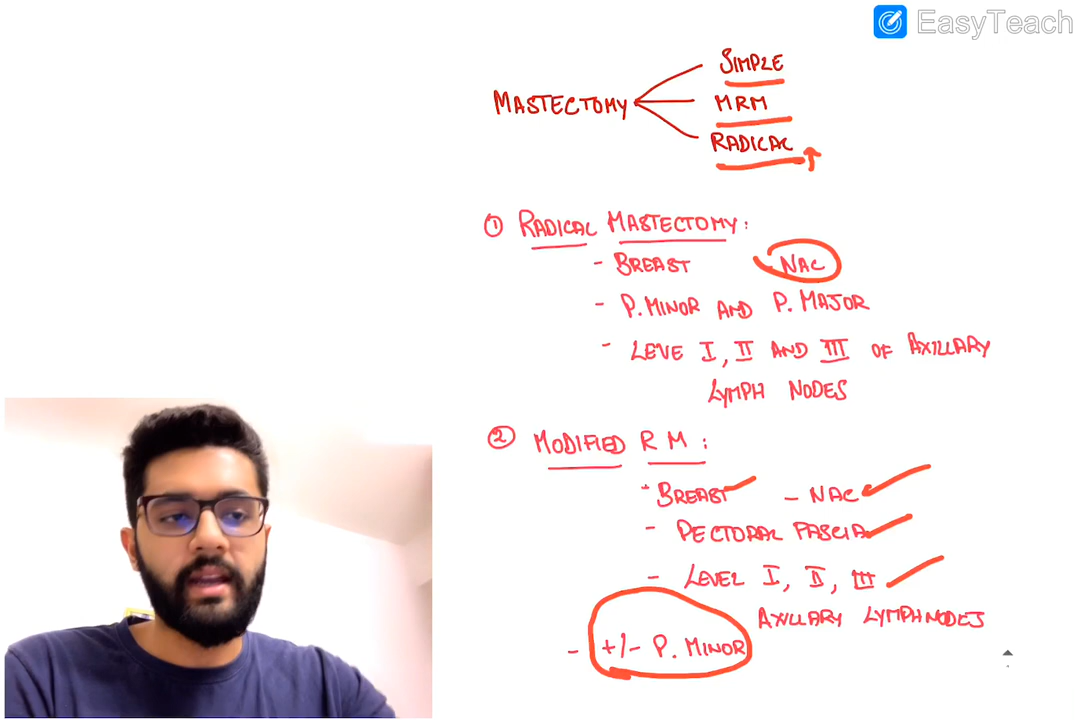 EasyTeach
SIMPLE
MASTECTOMY
MRM
RADICAL
① RADICAL MASTECTOMY:
- BREAST NAC
- P. MINOR AND P. MAJOR
- LEVE I, II AND III OF AXILLARY
LYMPH NODES
② MODIFIED R M:
- BREAST - NAC
- PECTORAL FASCIA
- LEVEL I, II, III
AXILLARY LYMPHNODES
- +/- P. MINOR